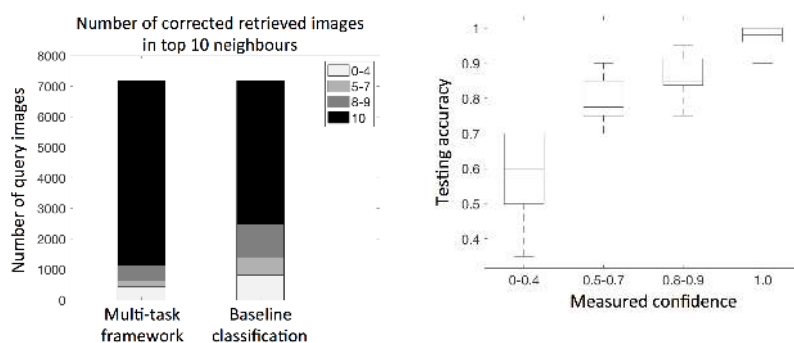 Number of corrected retrieved images
in top 10 neighbours
8000
7000
6000
5000
4000
3000
2000
1000
0
Number of query images
0-4
5-7
8-9
10
Multi-task
framework
Baseline
classification
1
0.9
0.8
0.7
0.6
0.5
0.4
Testing accuracy
0-0.4
0.5-0.7
0.8-0.9
1.0
Measured confidence